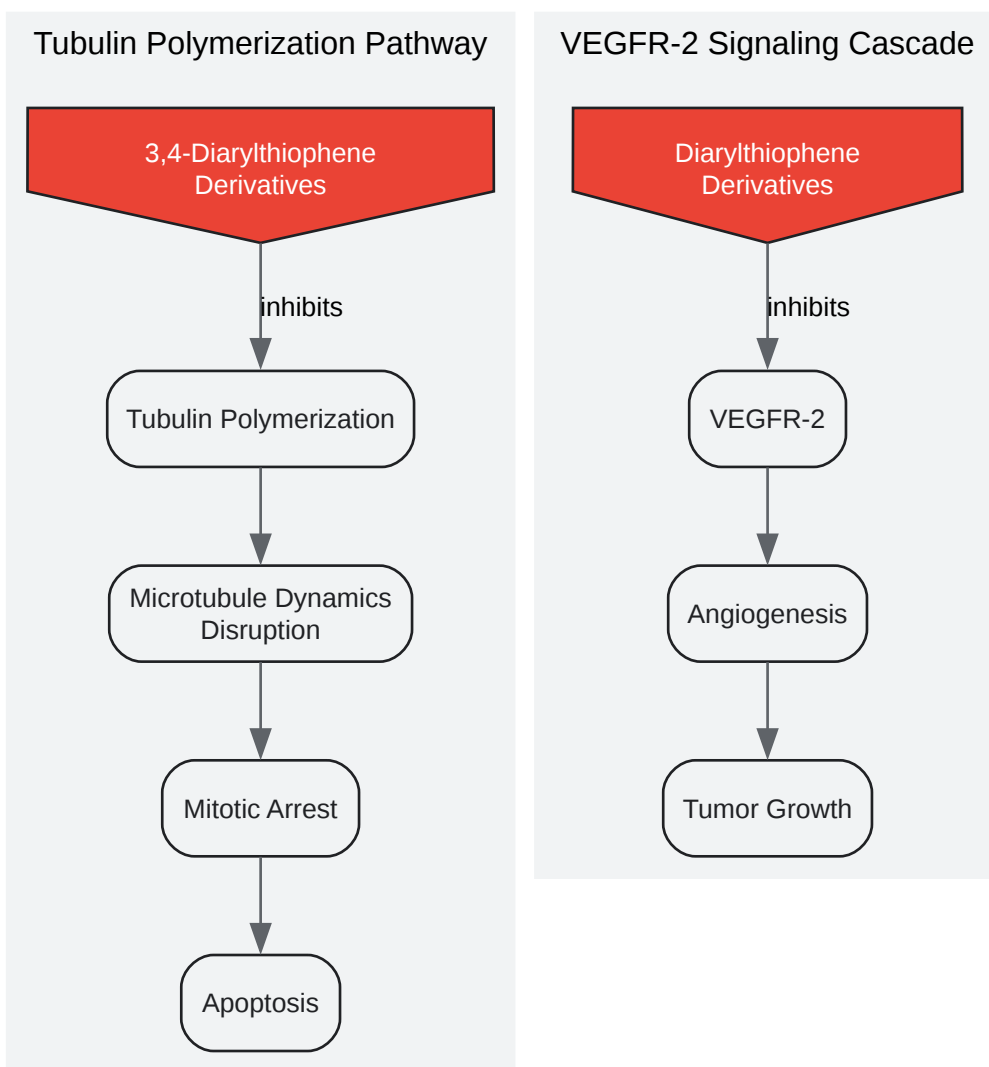 Tubulin Polymerization Pathway
3,4-Diarylthiophene
Derivatives
inhibits
Tubulin Polymerization
Microtubule Dynamics
Disruption
Mitotic Arrest
Apoptosis
VEGFR-2 Signaling Cascade
Diarylthiophene
Derivatives
inhibits
VEGFR-2
Angiogenesis
Tumor Growth